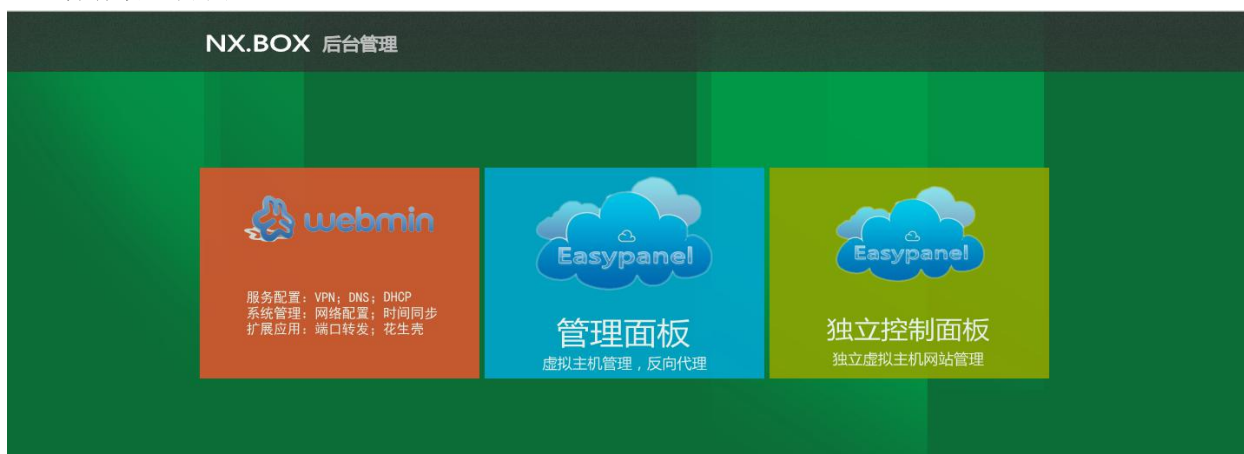 NX.BOX 后台管理
webmin
服务配置: VPN; DNS; DHCP
系统管理: 网络配置; 时间同步
扩展应用: 端口转发; 花生壳
Easypanel
管理面板
虚拟主机管理，反向代理
Easypanel
独立控制面板
独立虚拟主机网站管理